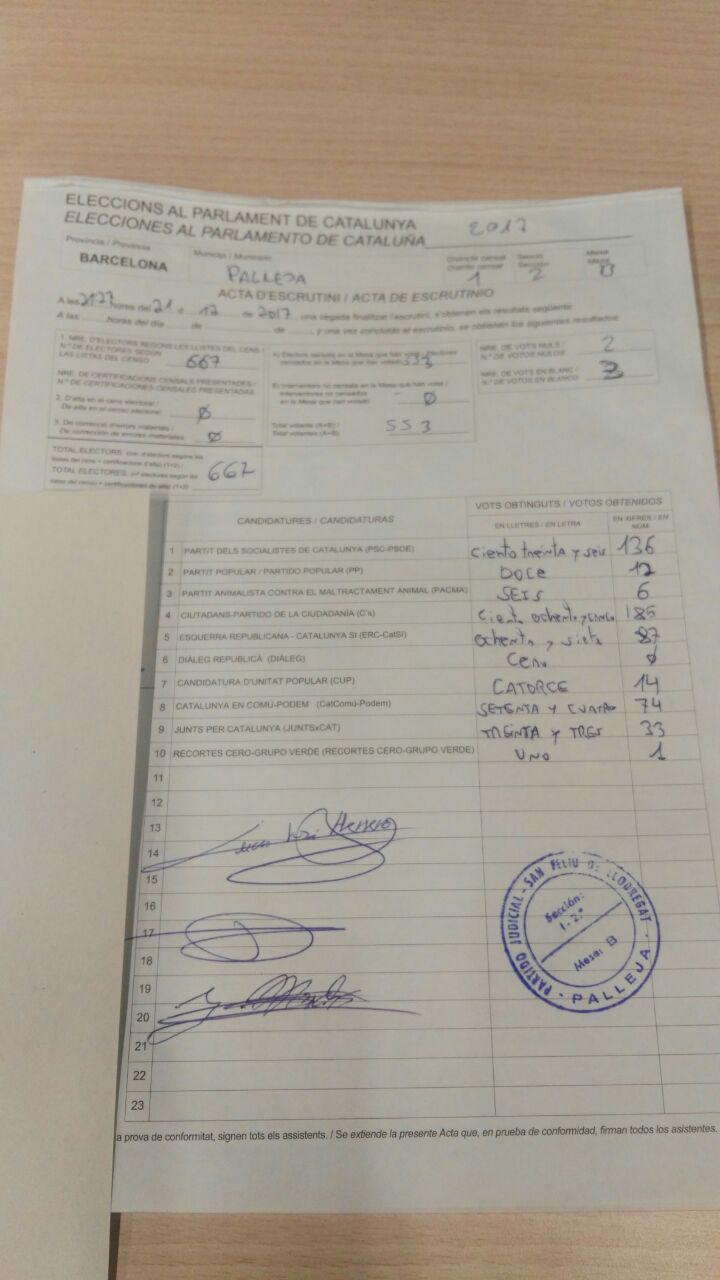 ELECCIONS AL PARLAMENT DE CATALUNYA 2017
ELECCIONES AL PARLAMENTO DE CATALUÑA
Província / Provincia Municipi / Municipio Districte censal Secció Mesa
BARCELONA PALLEJA Distrito censal 1 Sección 2 Mesa B
ACTA D'ESCRUTINI / ACTA DE ESCRUTINIO
A les 21:27 hores del 21 d 12 de 2017, una vegada finalitzat l'escrutini, s'obtenen els resultats següents:
A las hores del día de de , y una vez concluido el escrutinio, se obtienen los siguientes resultados:
1. NRE. D'ELECTORS SEGONS LES LLISTES DEL CENS /
N.º DE ELECTORES SEGÚN
LAS LISTAS DEL CENSO 667
NRE. DE CERTIFICACIONS CENSALS PRESENTADES /
N.º DE CERTIFICACIONES CENSALES PRESENTADAS
2. D'alta en el cens electoral /
De alta en el censo electoral: Ø
3. De correcció d'errors materials /
De corrección de errores materiales: Ø
TOTAL ELECTORS (nre. d'electors segons les
llistes del cens + certificacions d'alta) (1+2) /
TOTAL ELECTORES (nº electores según las
listas del censo + certificaciones de alta) (1+2) 667
A) Electors censats en la Mesa que han votat / Electores
censados en la Mesa que han votado 553
B) Interventors no censats en la Mesa que han votat /
Interventores no censados
en la Mesa que han votado Ø
Total votants (A+B) /
Total votantes (A+B) 553
NRE. DE VOTS NULS /
N.º DE VOTOS NULOS 2
NRE. DE VOTS EN BLANC /
N.º DE VOTOS EN BLANCO 3
CANDIDATURES / CANDIDATURAS VOTS OBTINGUTS / VOTOS OBTENIDOS
EN LLETRES / EN LETRA EN XIFRES / EN NÚM.
1 PARTIT DELS SOCIALISTES DE CATALUNYA (PSC-PSOE) ciento treinta y seis 136
2 PARTIT POPULAR / PARTIDO POPULAR (PP) DOCE 12
3 PARTIT ANIMALISTA CONTRA EL MALTRACTAMENT ANIMAL (PACMA) SEIS 6
4 CIUTADANS-PARTIDO DE LA CIUDADANÍA (C's) Ciento ochenta y cinco 185
5 ESQUERRA REPUBLICANA - CATALUNYA SI (ERC-CatSí) ochenta y siete 87
6 DIÀLEG REPUBLICÀ (DIÀLEG) Cero Ø
7 CANDIDATURA D'UNITAT POPULAR (CUP) CATORCE 14
8 CATALUNYA EN COMÚ-PODEM (CatComú-Podem) SETENTA y CUATRO 74
9 JUNTS PER CATALUNYA (JUNTSxCAT) TREINTA y TRES 33
10 RECORTES CERO-GRUPO VERDE (RECORTES CERO-GRUPO VERDE) UNO 1
11
12
13
14
15
16
17
18
19
20
21
22
23
PARTIDO JUDICIAL - SAN FELIU DE LLOBREGAT - PALLEJA
Sección:
1.-2.ª
Mesa: B
a prova de conformitat, signen tots els assistents. / Se extiende la presente Acta que, en prueba de conformidad, firman todos los asistentes.